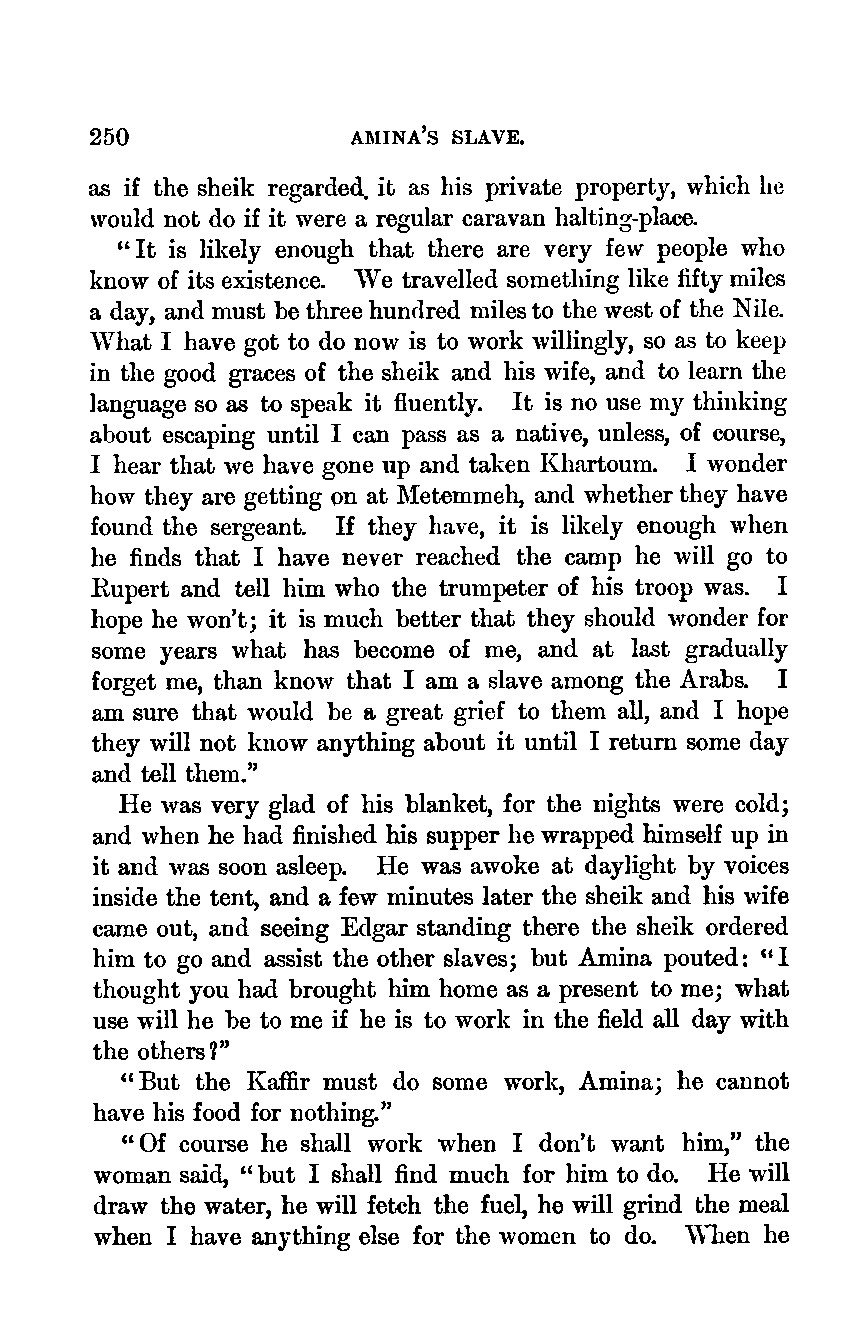 250 AMINA'S SLAVE.
as if the sheik regarded. it as his private property, which he
would not do if it were a regular caravan halting-place.
"It is likely enough that there are very few people who
know of its existence. We travelled something like fifty miles
a day, and must be three hundred miles to the west of the Nile.
What I have got to do now is to work willingly, so as to keep
in the good graces of the sheik and his wife, and to learn the
language so as to speak it fluently. It is no use my thinking
about escaping until I can pass as a native, unless, of course,
I hear that we have gone up and taken Khartoum. I wonder
how they are getting on at Metemmeh, and whether they have
found the sergeant. If they have, it is likely enough when
he finds that I have never reached the camp he will go to
Rupert and tell him who the trumpeter of his troop was. I
hope he won't; it is much better that they should wonder for
some years what has become of me, and at last gradually
forget me, than know that I am a slave among the Arabs. I
am sure that would be a great grief to them all, and I hope
they will not know anything about it until I return some day
and tell them."
He was very glad of his blanket, for the nights were cold;
and when he had finished his supper he wrapped himself up in
it and was soon asleep. He was awoke at daylight by voices
inside the tent, and a few minutes later the sheik and his wife
came out, and seeing Edgar standing there the sheik ordered
him to go and assist the other slaves; but Amina pouted: "I
thought you had brought him home as a present to me; what
use will he be to me if he is to work in the field all day with
the others?"
"But the Kaffir must do some work, Amina; he cannot
have his food for nothing."
"Of course he shall work when I don't want him," the
woman said, "but I shall find much for him to do. He will
draw the water, he will fetch the fuel, he will grind the meal
when I have anything else for the women to do. When he